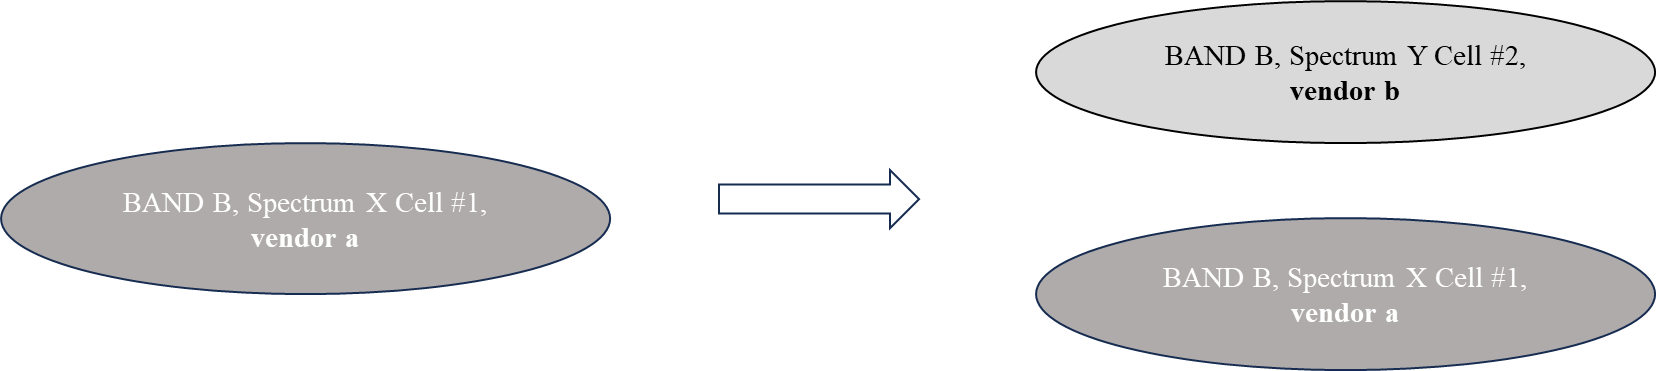 BAND B, Spectrum X Cell #1,
vendor a
BAND B, Spectrum Y Cell #2,
vendor b
BAND B, Spectrum X Cell #1,
vendor a